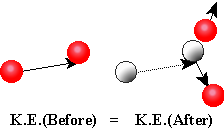 K.E.(Before) = K.E.(After)